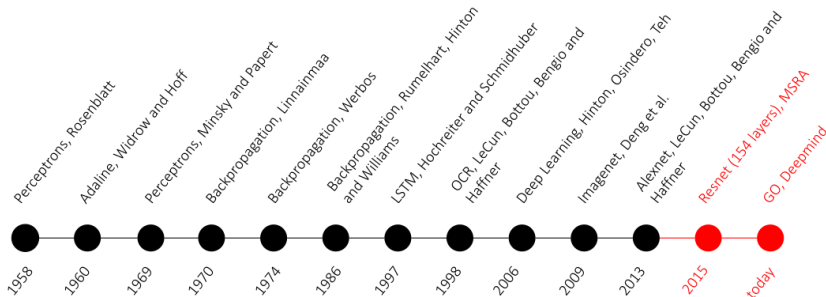 Perceptrons, Rosenblatt
Adaline, Widrow and Hoff
Perceptrons, Minsky and Papert
Backpropagation, Linnainmaa
Backpropagation, Werbos
Backpropagation, Rumelhart, Hinton
and Williams
LSTM, Hochreiter and Schmidhuber
OCR, LeCun, Bottou, Bengio and
Haffner
Deep Learning, Hinton, Osindero, Teh
Imagenet, Deng et al.
Alexnet, LeCun, Bottou, Bengio and
Haffner
Resnet (154 layers), MSRA
GO, Deepmind
1958
1960
1969
1970
1974
1986
1997
1998
2006
2009
2013
2015
today